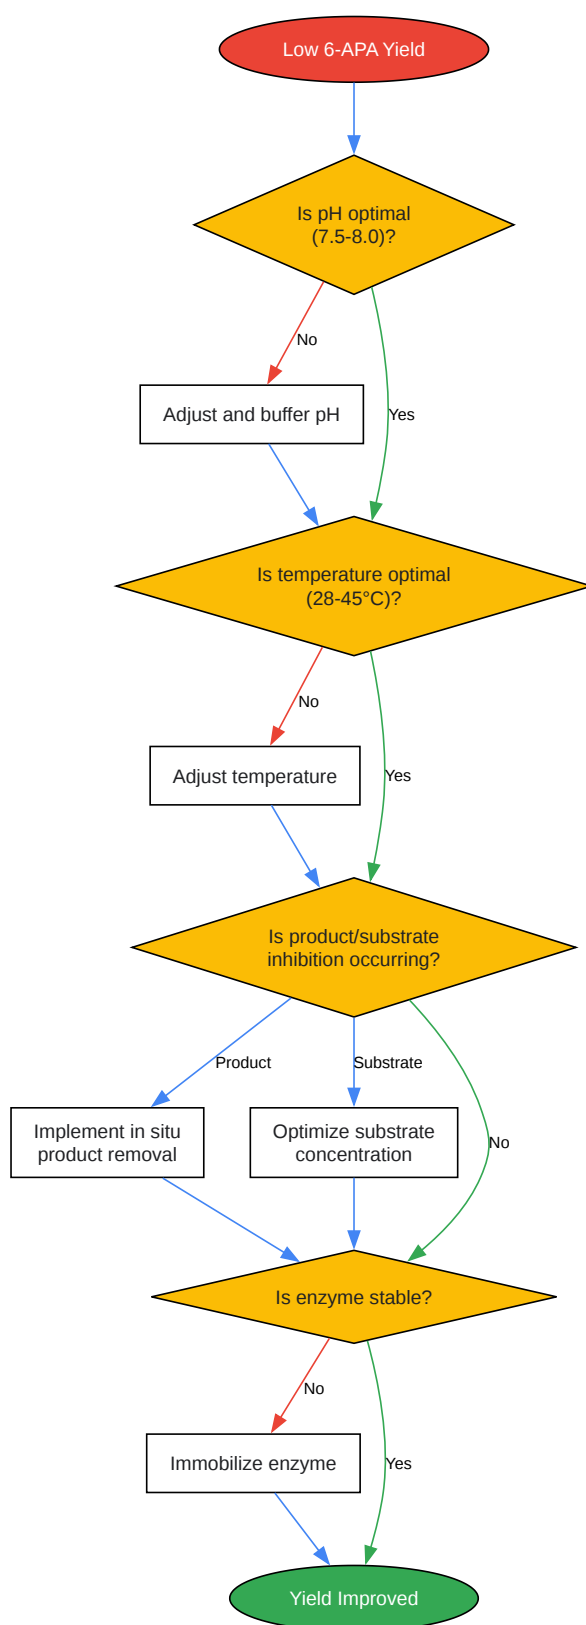 Low 6-APA Yield
Is pH optimal
(7.5-8.0)?
No
Yes
Adjust and buffer pH
Is temperature optimal
(28-45°C)?
No
Yes
Adjust temperature
Is product/substrate
inhibition occurring?
Product
Substrate
No
Implement in situ
product removal
Optimize substrate
concentration
Is enzyme stable?
No
Yes
Immobilize enzyme
Yield Improved